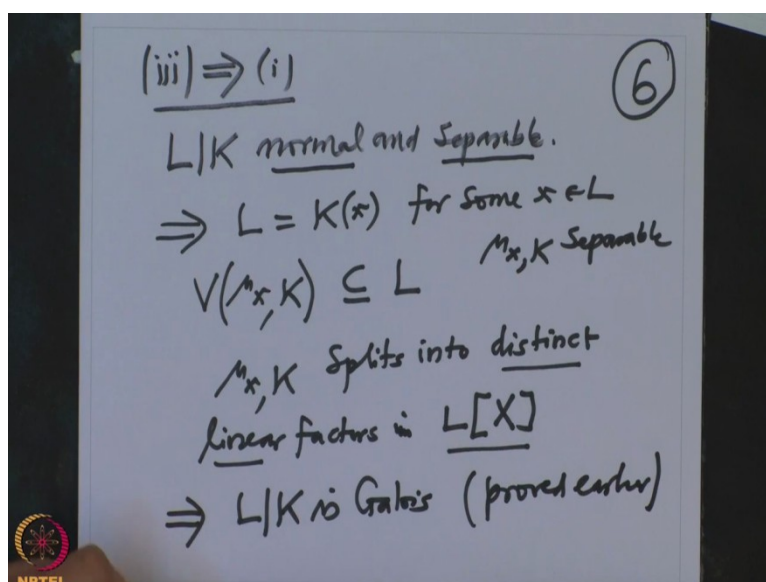 (iii) ⇒ (i)
6
L|K normal and Separable.
⇒ L = K(x) for some x ∈ L
μx,K Separable
V(μx,K) ⊆ L
μx,K Splits into distinct
linear factors in L[X]
⇒ L|K is Galois (proved earlier)
NPTEL